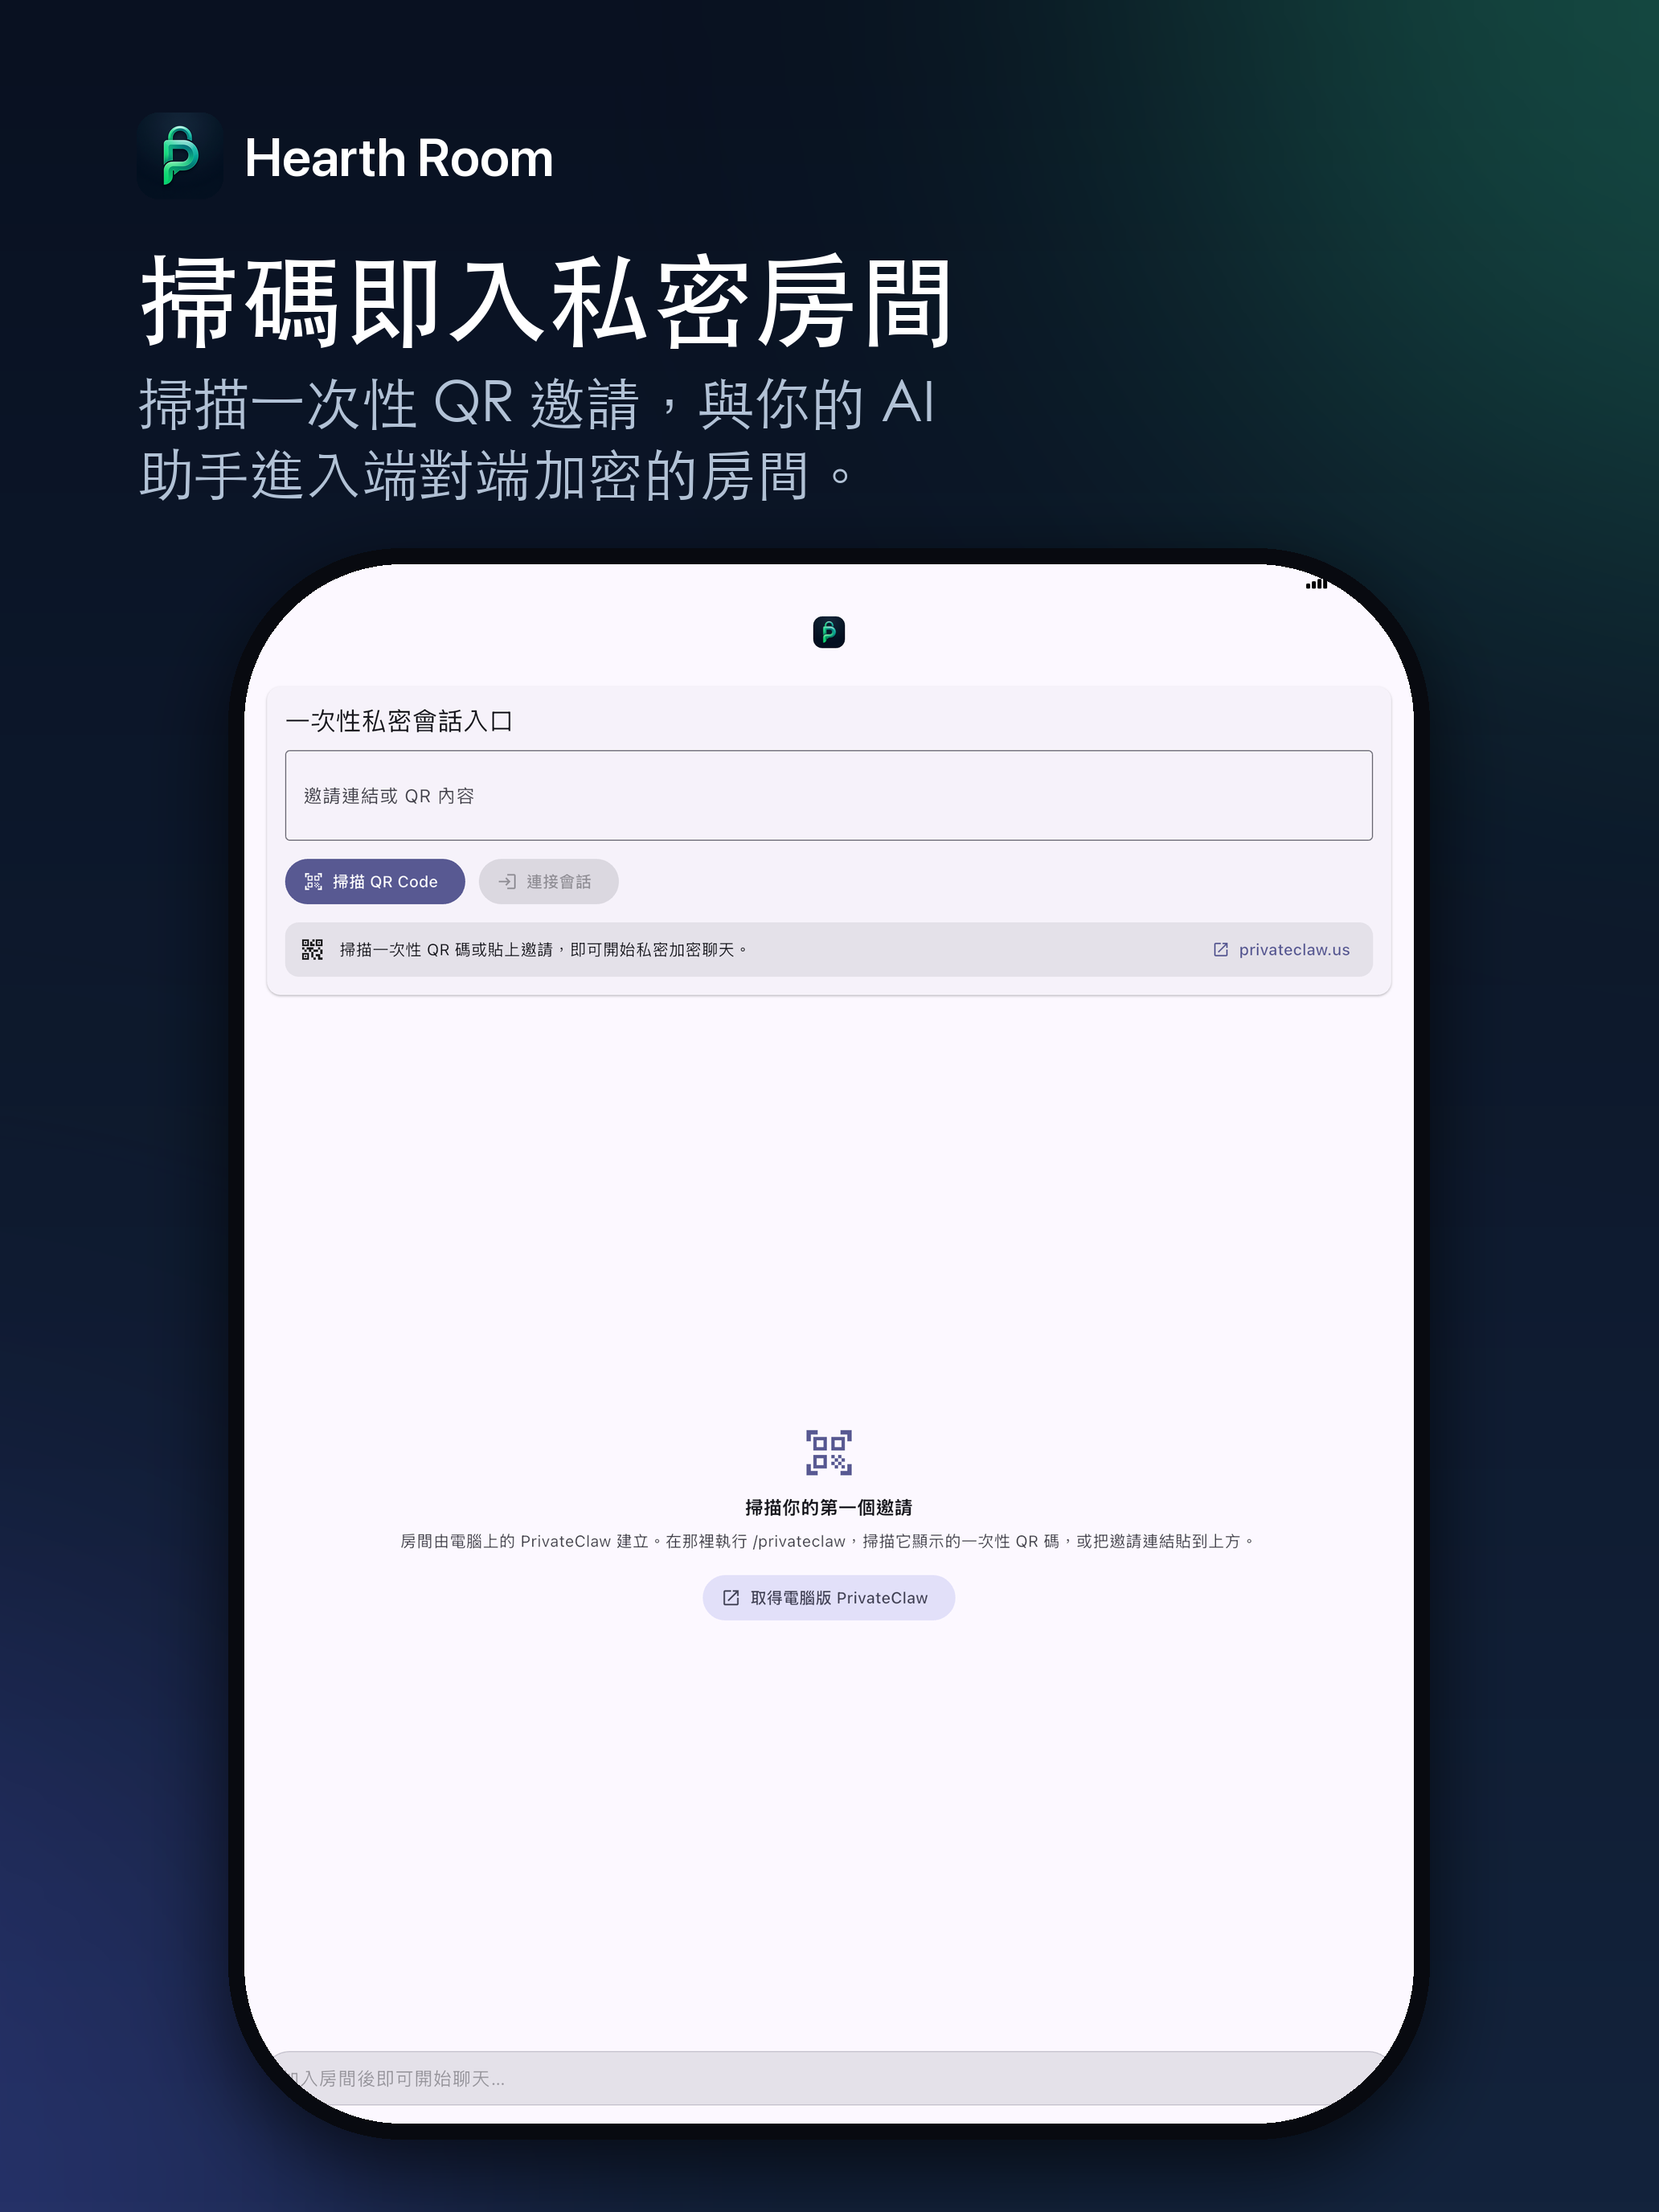 Hearth Room
掃碼即入私密房間
掃描一次性 QR 邀請，與你的 AI
助手進入端對端加密的房間。
一次性私密會話入口
邀請連結或 QR 內容
掃描 QR Code
連接會話
掃描一次性 QR 碼或貼上邀請，即可開始私密加密聊天。
privateclaw.us
掃描你的第一個邀請
房間由電腦上的 PrivateClaw 建立。在那裡執行 /privateclaw，掃描它顯示的一次性 QR 碼，或把邀請連結貼到上方。
取得電腦版 PrivateClaw
入房間後即可開始聊天...